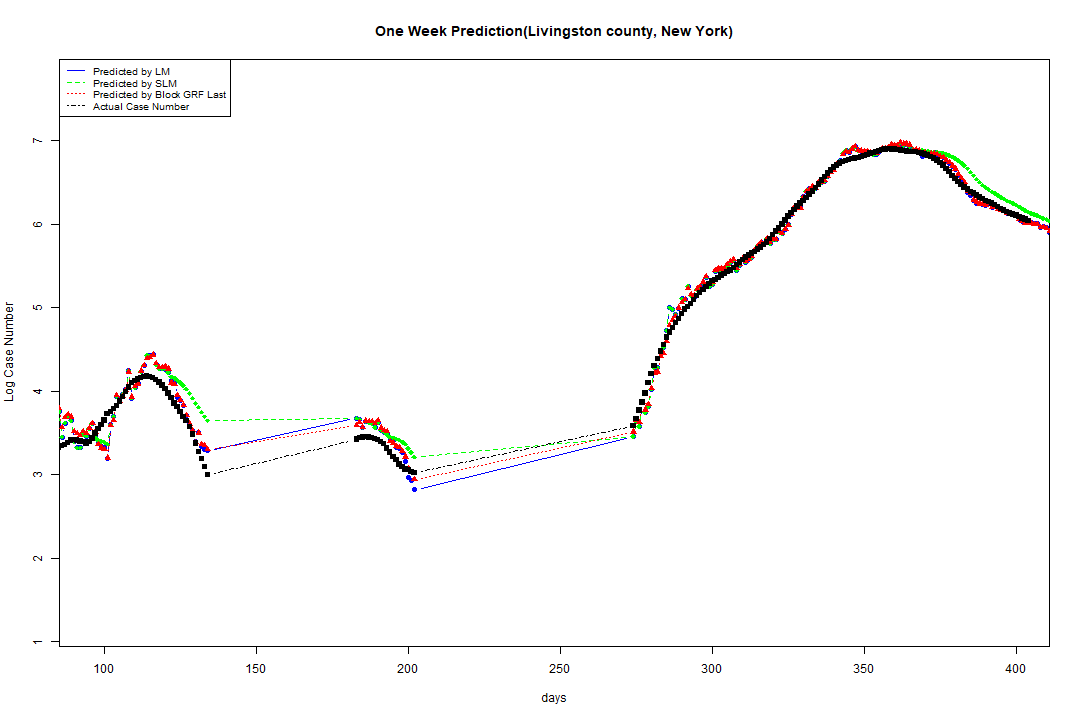 One Week Prediction(Livingston county, New York)
Predicted by LM
Predicted by SLM
Predicted by Block GRF Last
Actual Case Number
Log Case Number
7
6
5
4
3
2
1
100 150 200 250 300 350 400
days